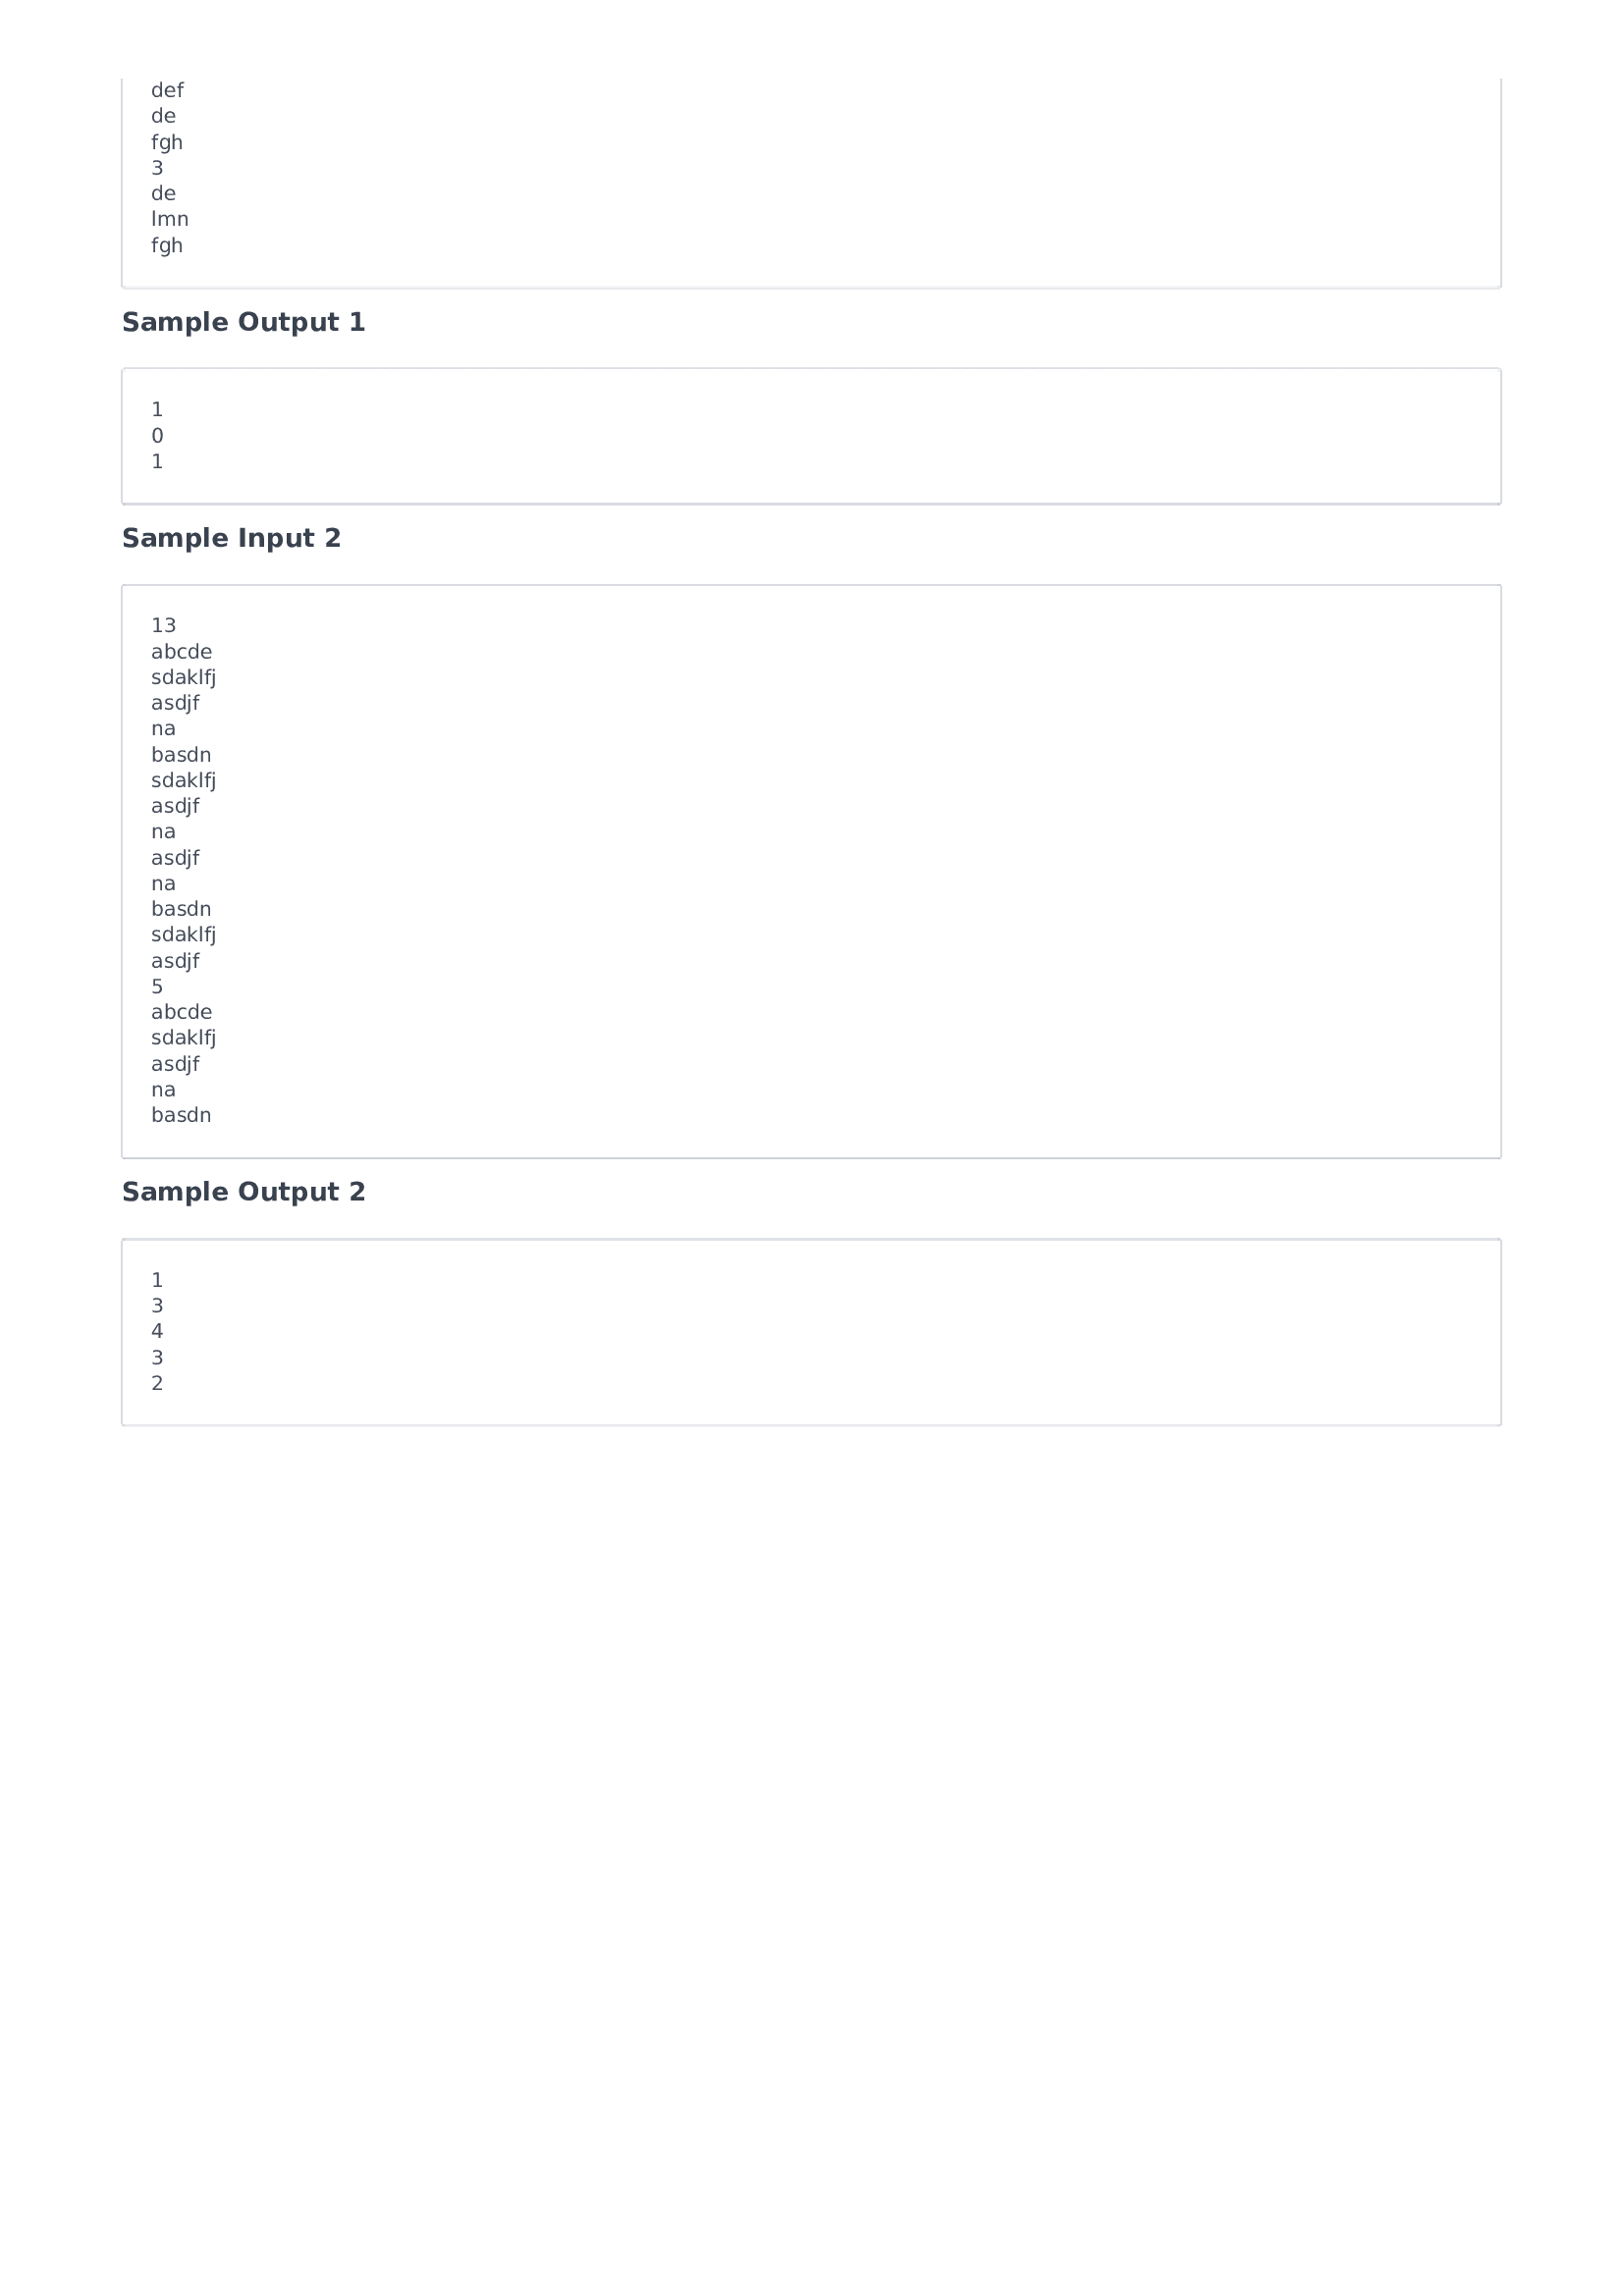 def
de
fgh
3
de
lmn
fgh
Sample Output 1
1
0
1
Sample Input 2
13
abcde
sdaklfj
asdjf
na
basdn
sdaklfj
asdjf
na
asdjf
na
basdn
sdaklfj
asdjf
5
abcde
sdaklfj
asdjf
na
basdn
Sample Output 2
1
3
4
3
2